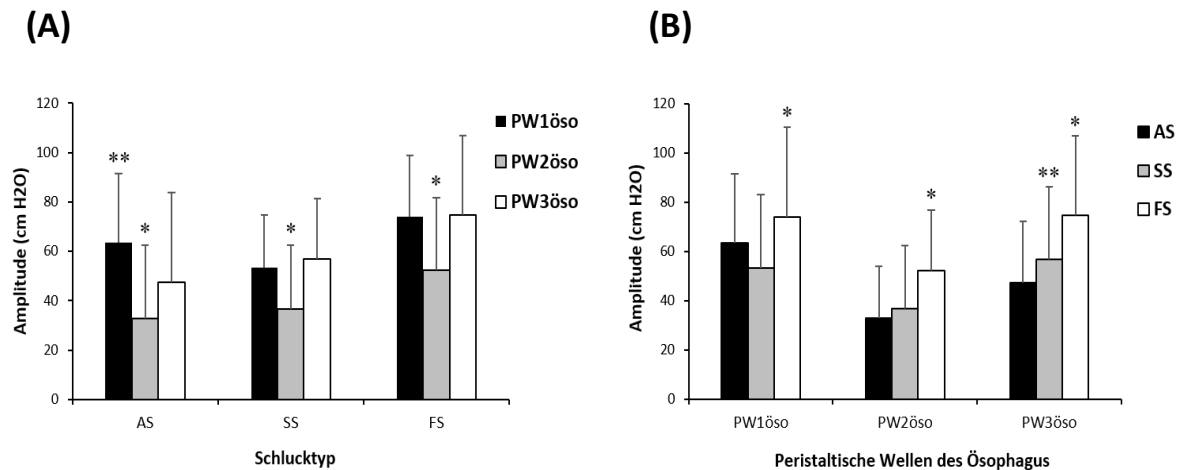 (A)
120
100
80
60
40
20
0
Amplitude (cm H2O)
**
*
*
*
PW1öso
PW2öso
PW3öso
AS SS FS
Schlucktyp
(B)
120
100
80
60
40
20
0
Amplitude (cm H2O)
*
*
**
*
AS
SS
FS
PW1öso PW2öso PW3öso
Peristaltische Wellen des Ösophagus